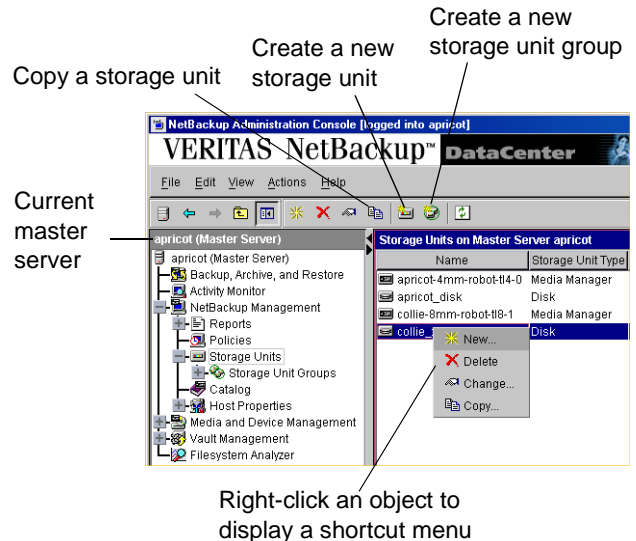 Create a new
storage unit group
Create a new
storage unit
Copy a storage unit
NetBackup Administration Console [logged into apricot]
VERITAS NetBackup™ DataCenter
File Edit View Actions Help
Current
master
server
apricot (Master Server)
apricot (Master Server)
Backup, Archive, and Restore
Activity Monitor
NetBackup Management
Reports
Policies
Storage Units
Storage Unit Groups
Catalog
Host Properties
Media and Device Management
Vault Management
Filesystem Analyzer
Storage Units on Master Server apricot
Name Storage Unit Type
apricot-4mm-robot-tl4-0 Media Manager
apricot_disk Disk
collie-8mm-robot-tl8-1 Media Manager
Disk
New...
Delete
Change...
Copy...
Right-click an object to
display a shortcut menu